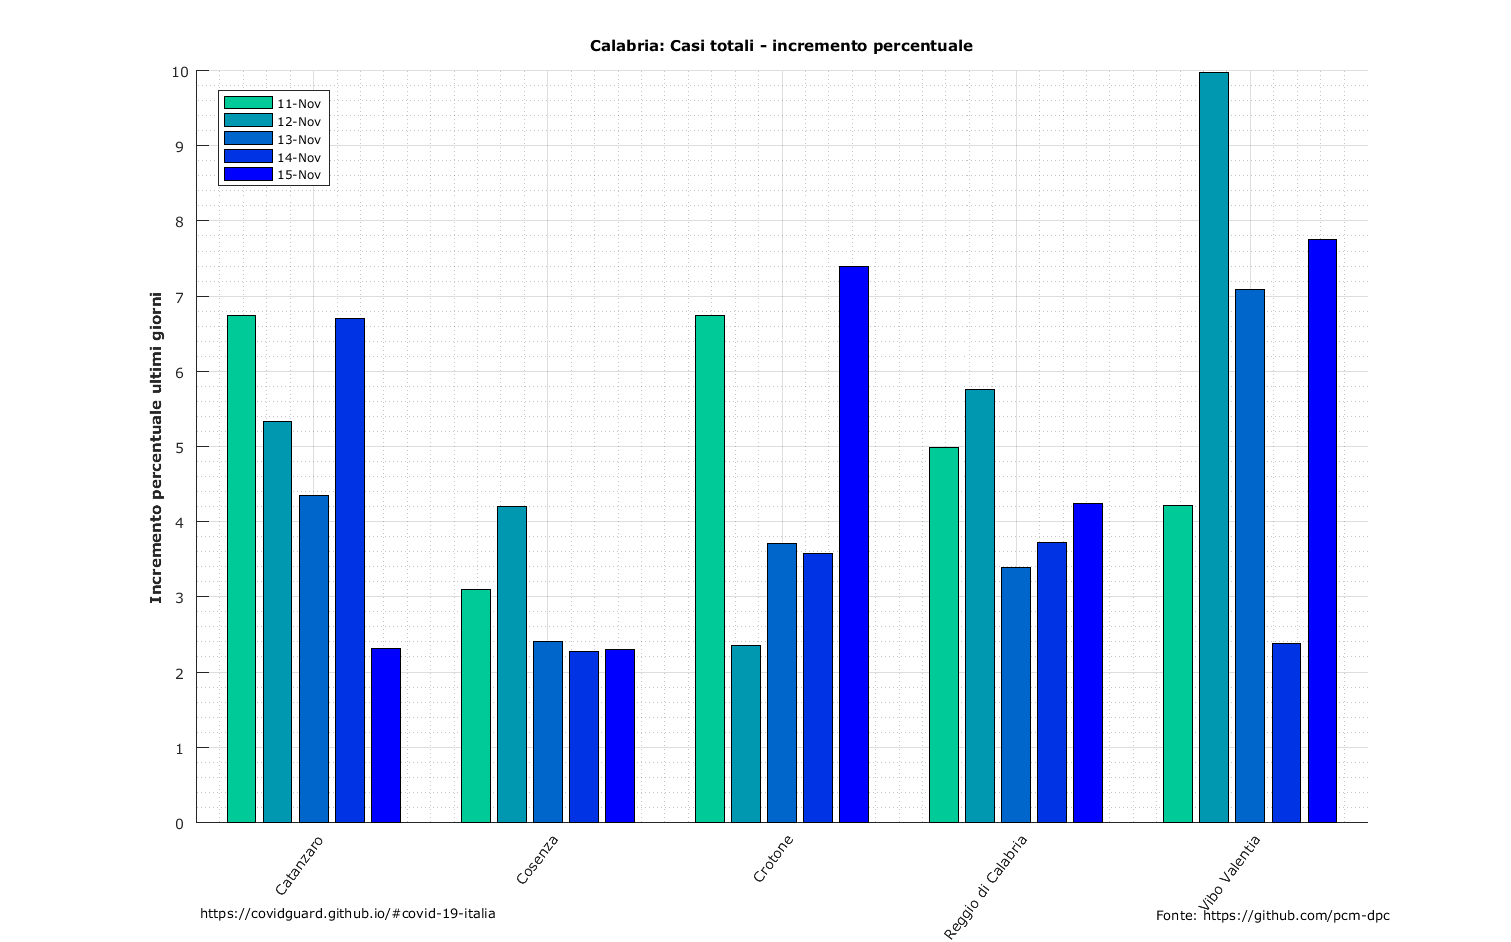 Calabria: Casi totali - incremento percentuale
Incremento percentuale ultimi giorni
10
9
8
7
6
5
4
3
2
1
0
11-Nov
12-Nov
13-Nov
14-Nov
15-Nov
Catanzaro
Cosenza
Crotone
Reggio di Calabria
Vibo Valentia
https://covidguard.github.io/#covid-19-italia
Fonte: https://github.com/pcm-dpc